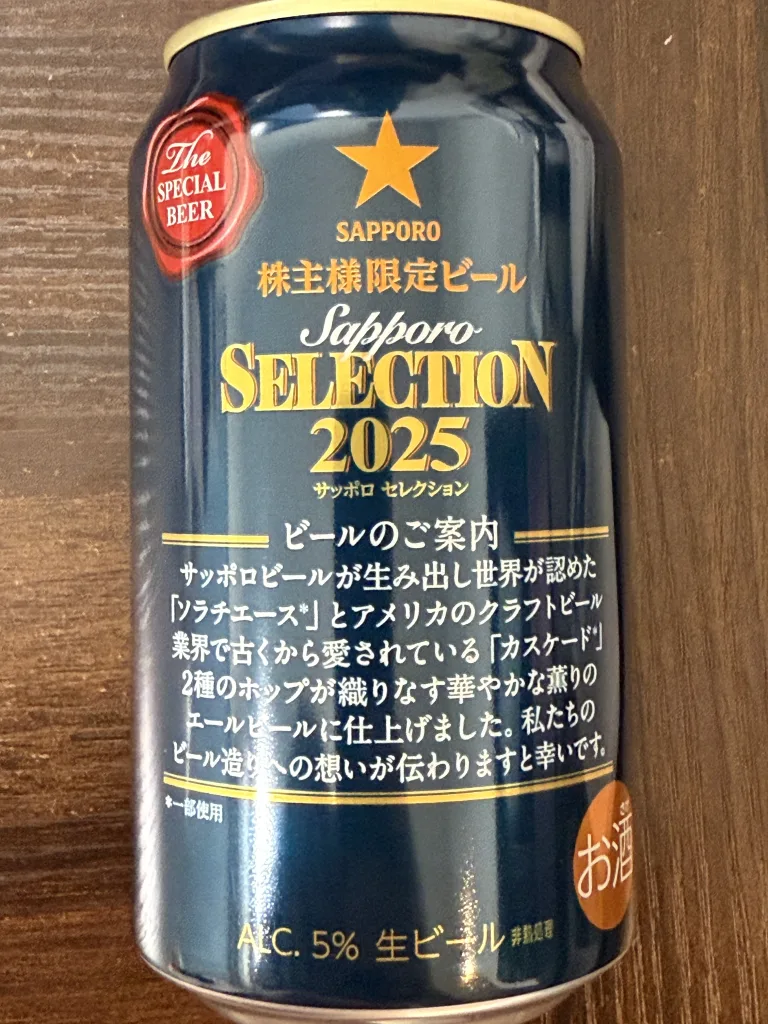 The
SPECIAL
BEER
SAPPORO
株主様限定ビール
Sapporo
SELECTION
2025
サッポロ セレクション
ビールのご案内
サッポロビールが生み出し世界が認めた
「ソラチエース*」とアメリカのクラフトビール
業界で古くから愛されている「カスケード*」
2種のホップが織りなす華やかな薫りの
エールビールに仕上げました。私たちの
ビール造りへの想いが伝わりますと幸いです。
*一部使用
お酒
ALC. 5% 生ビール 非熱処理